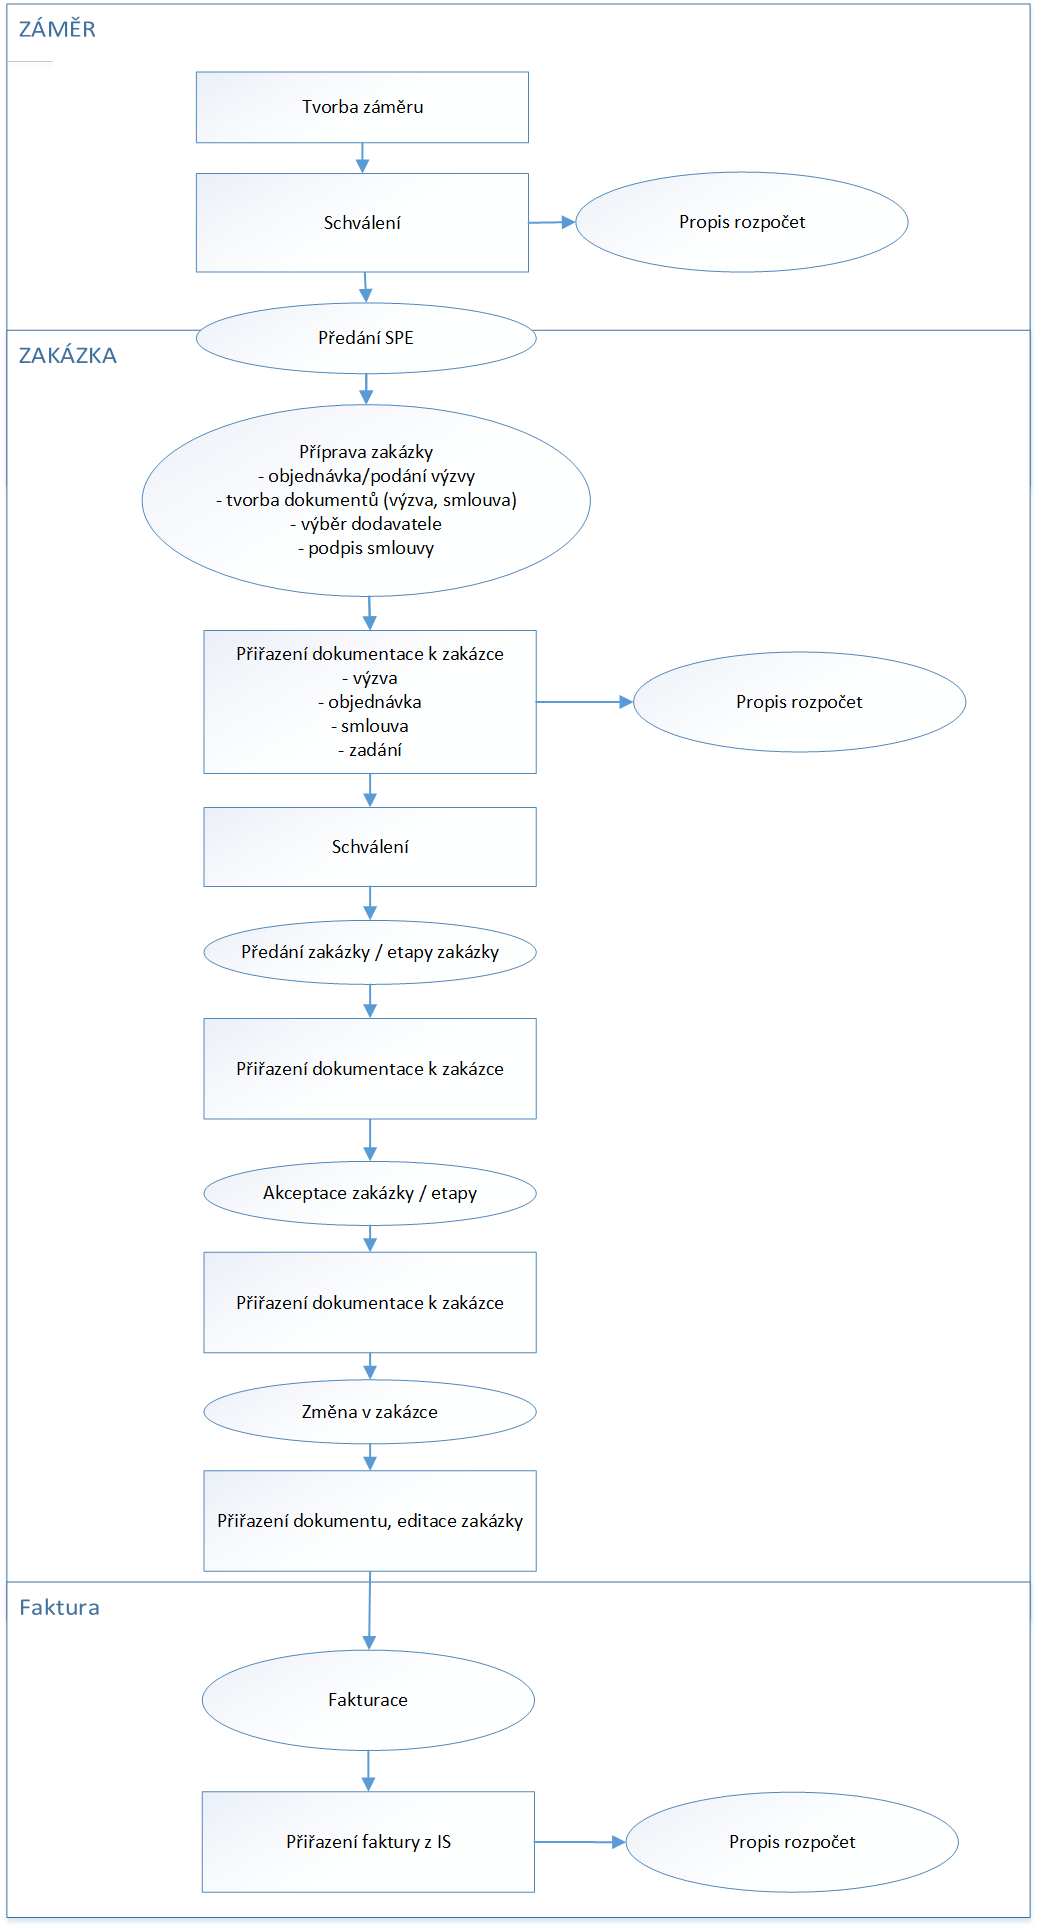 ZÁMĚR
Tvorba záměru
Schválení
Propis rozpočet
Předání SPE
ZAKÁZKA
Příprava zakázky
- objednávka/podání výzvy
- tvorba dokumentů (výzva, smlouva)
- výběr dodavatele
- podpis smlouvy
Přiřazení dokumentace k zakázce
- výzva
- objednávka
- smlouva
- zadání
Propis rozpočet
Schválení
Předání zakázky / etapy zakázky
Přiřazení dokumentace k zakázce
Akceptace zakázky / etapy
Přiřazení dokumentace k zakázce
Změna v zakázce
Přiřazení dokumentu, editace zakázky
Faktura
Fakturace
Přiřazení faktury z IS
Propis rozpočet